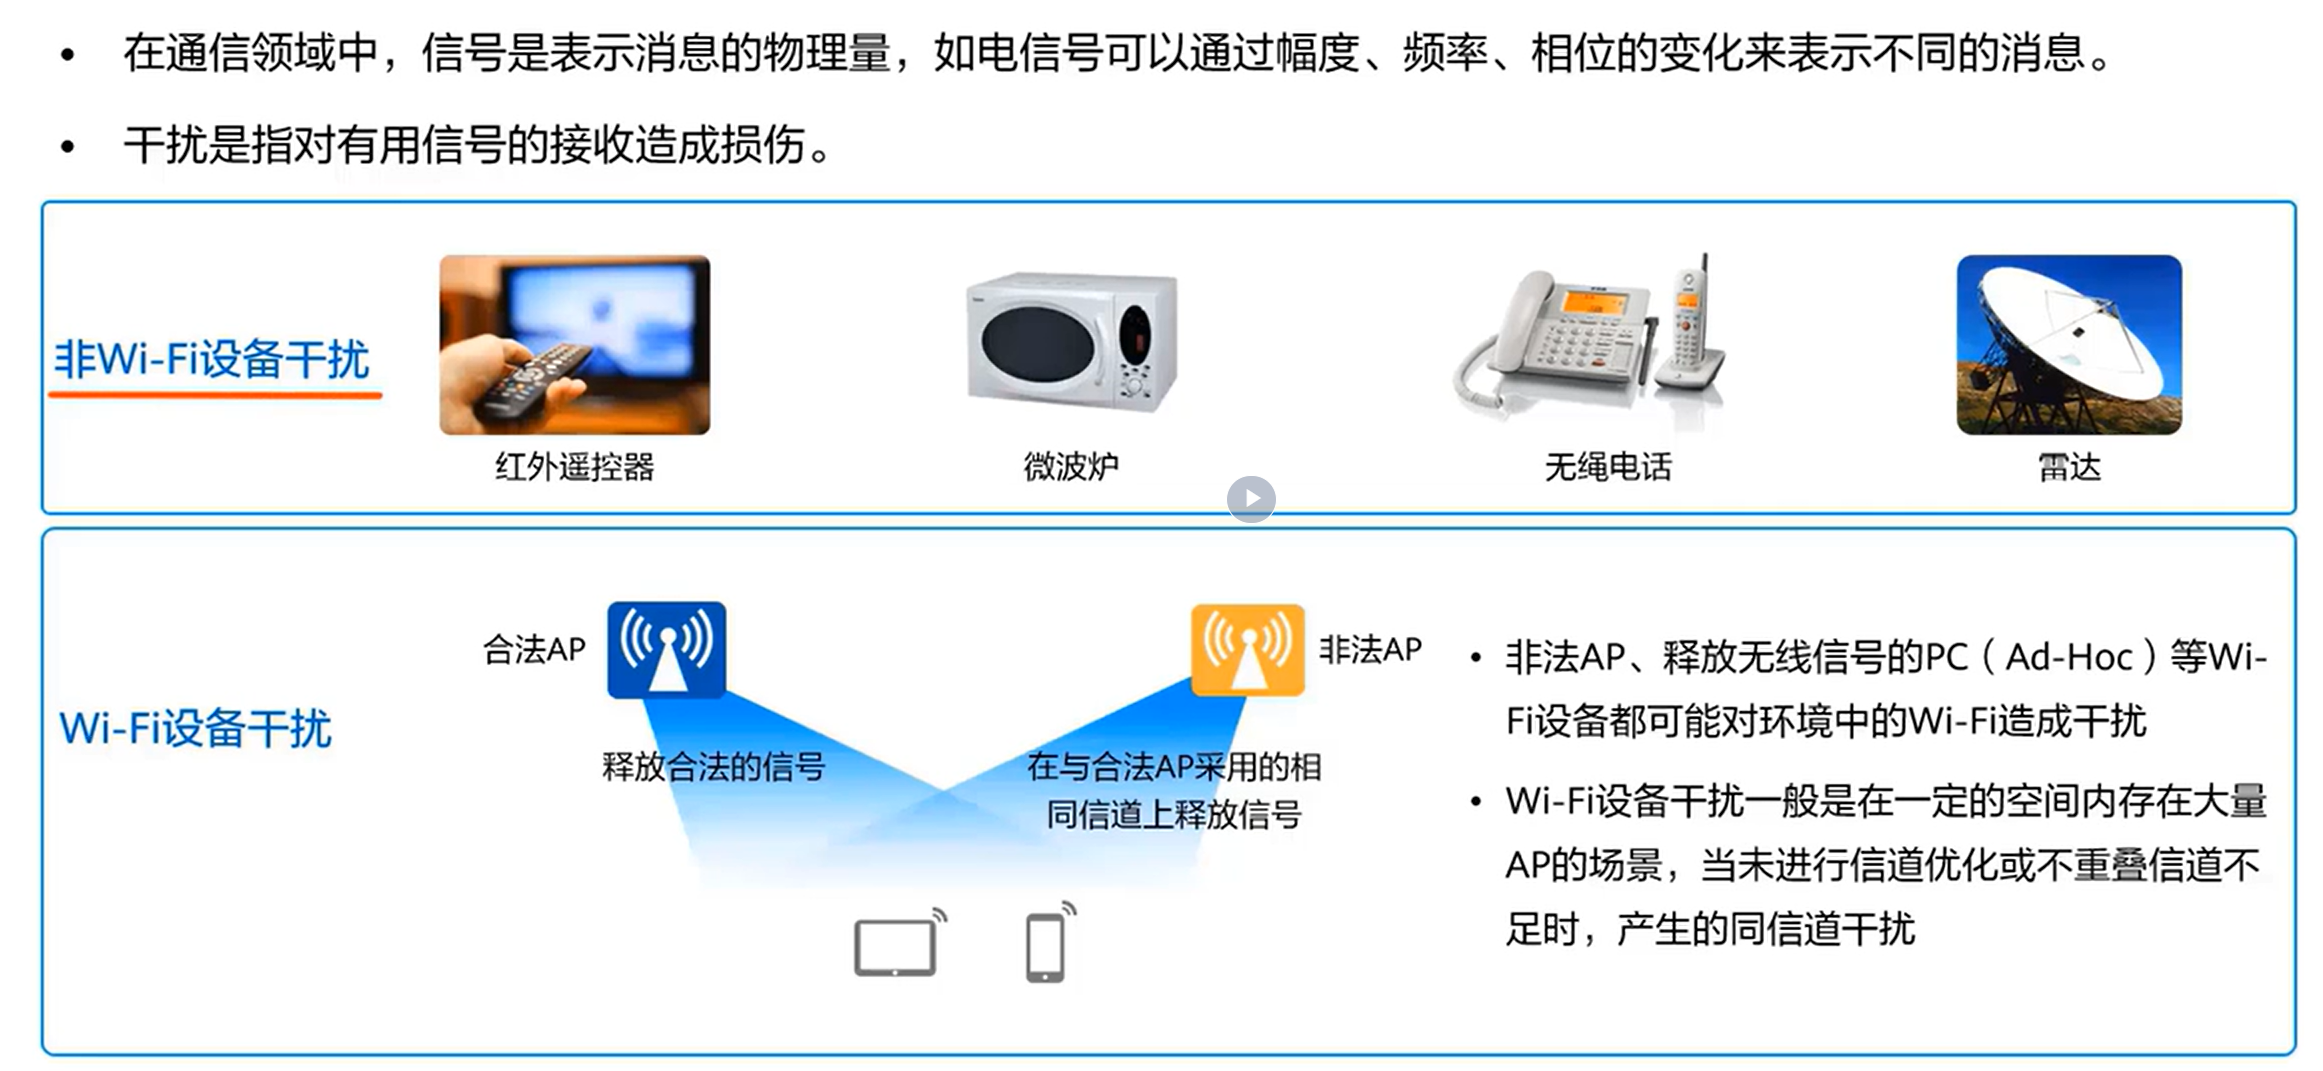 • 在通信领域中，信号是表示消息的物理量，如电信号可以通过幅度、频率、相位的变化来表示不同的消息。
• 干扰是指对有用信号的接收造成损伤。
非Wi-Fi设备干扰
红外遥控器
微波炉
无绳电话
雷达
Wi-Fi设备干扰
合法AP
非法AP
释放合法的信号
在与合法AP采用的相
同信道上释放信号
• 非法AP、释放无线信号的PC（Ad-Hoc）等Wi-
Fi设备都可能对环境中的Wi-Fi造成干扰
• Wi-Fi设备干扰一般是在一定的空间内存在大量
AP的场景，当未进行信道优化或不重叠信道不
足时，产生的同信道干扰